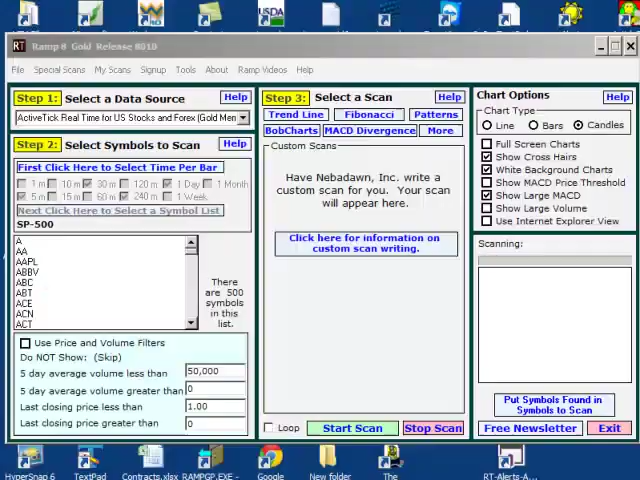 USDA
RT Ramp 8 Gold Release 8010
File Special Scans My Scans Signup Tools About Ramp Videos Help
Step 1: Select a Data Source Help
ActiveTick Real Time for US Stocks and Forex (Gold Mem
Step 2: Select Symbols to Scan Help
First Click Here to Select Time Per Bar
1 m 10 m 30 m 120 m 1 Day 1 Month
5 m 15 m 60 m 240 m 1 Week
Next Click Here to Select a Symbol List
SP-500
A
AA
AAPL
ABBV
ABC
ABT
ACE
ACN
ACT
There
are 500
symbols
in this
list.
Use Price and Volume Filters
Do NOT Show: (Skip)
5 day average volume less than 50,000
5 day average volume greater than 0
Last closing price less than 1.00
Last closing price greater than 0
Step 3: Select a Scan Help
Trend Line Fibonacci Patterns
BobCharts MACD Divergence More
Custom Scans
Have Nebadawn, Inc. write a
custom scan for you. Your scan
will appear here.
Click here for information on
custom scan writing.
Loop Start Scan Stop Scan
Chart Options Help
Chart Type
Line Bars Candles
Full Screen Charts
Show Cross Hairs
White Background Charts
Show MACD Price Threshold
Show Large MACD
Show Large Volume
Use Internet Explorer View
Scanning:
Put Symbols Found in
Symbols to Scan
Free Newsletter Exit
HyperSnap 6 TextPad Contracts.xlsx RAMPGP.EXE - Google New folder The RT-Alerts-A...